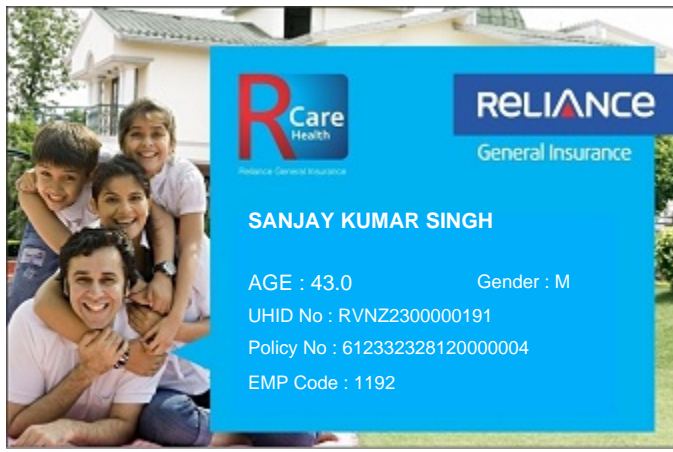 R Care
Health
Reliance General Insurance
RELIANCE
General Insurance
SANJAY KUMAR SINGH
AGE : 43.0 Gender : M
UHID No : RVNZ2300000191
Policy No : 612332328120000004
EMP Code : 1192